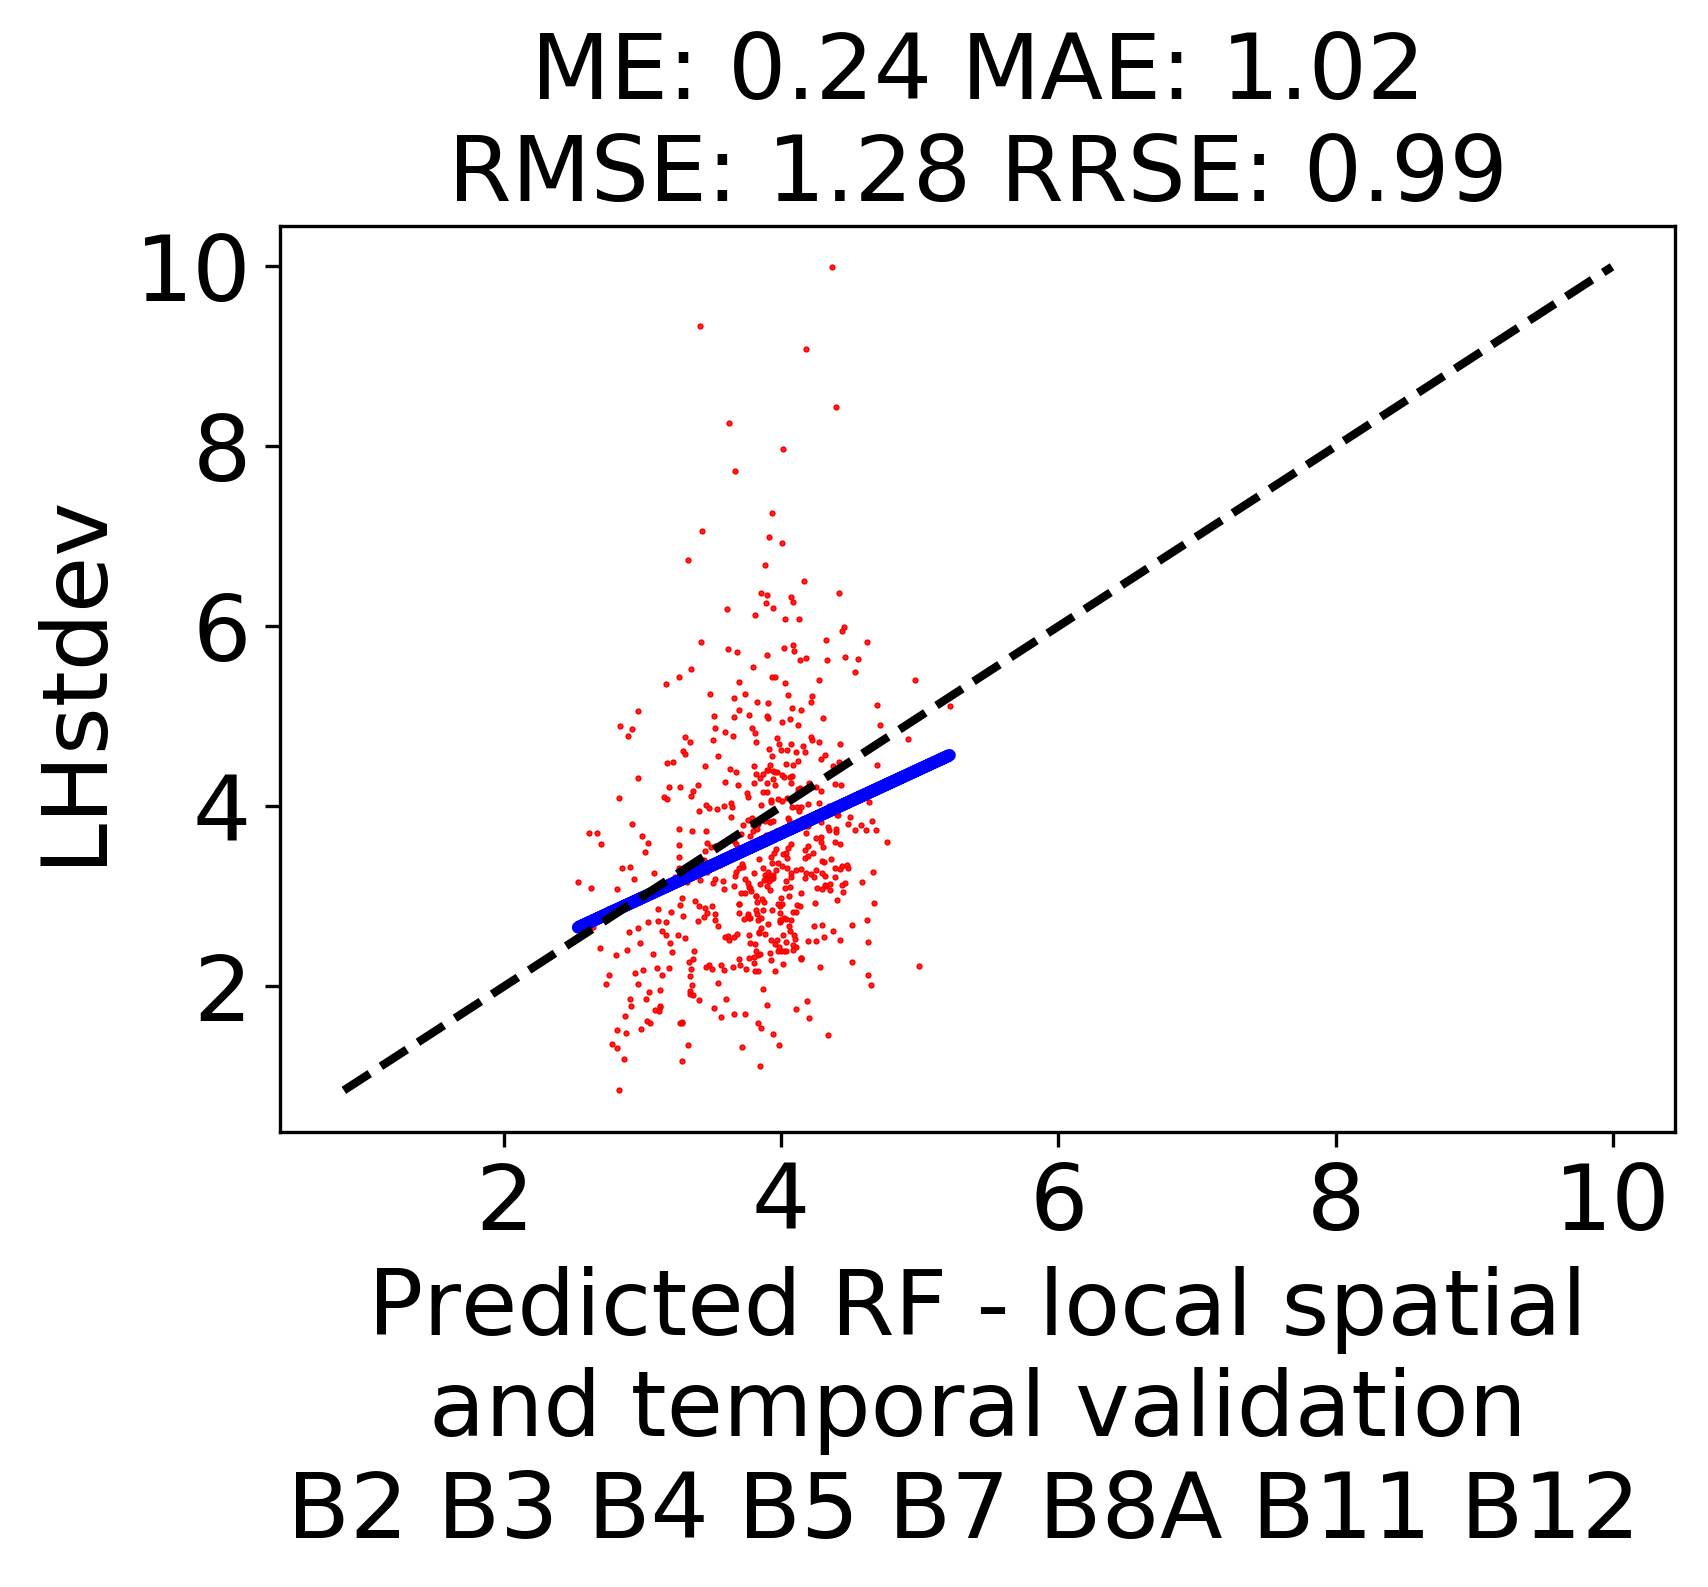 ME: 0.24 MAE: 1.02
RMSE: 1.28 RRSE: 0.99
10
8
6
4
2
LHstdev
2 4 6 8 10
Predicted RF - local spatial
and temporal validation
B2 B3 B4 B5 B7 B8A B11 B12